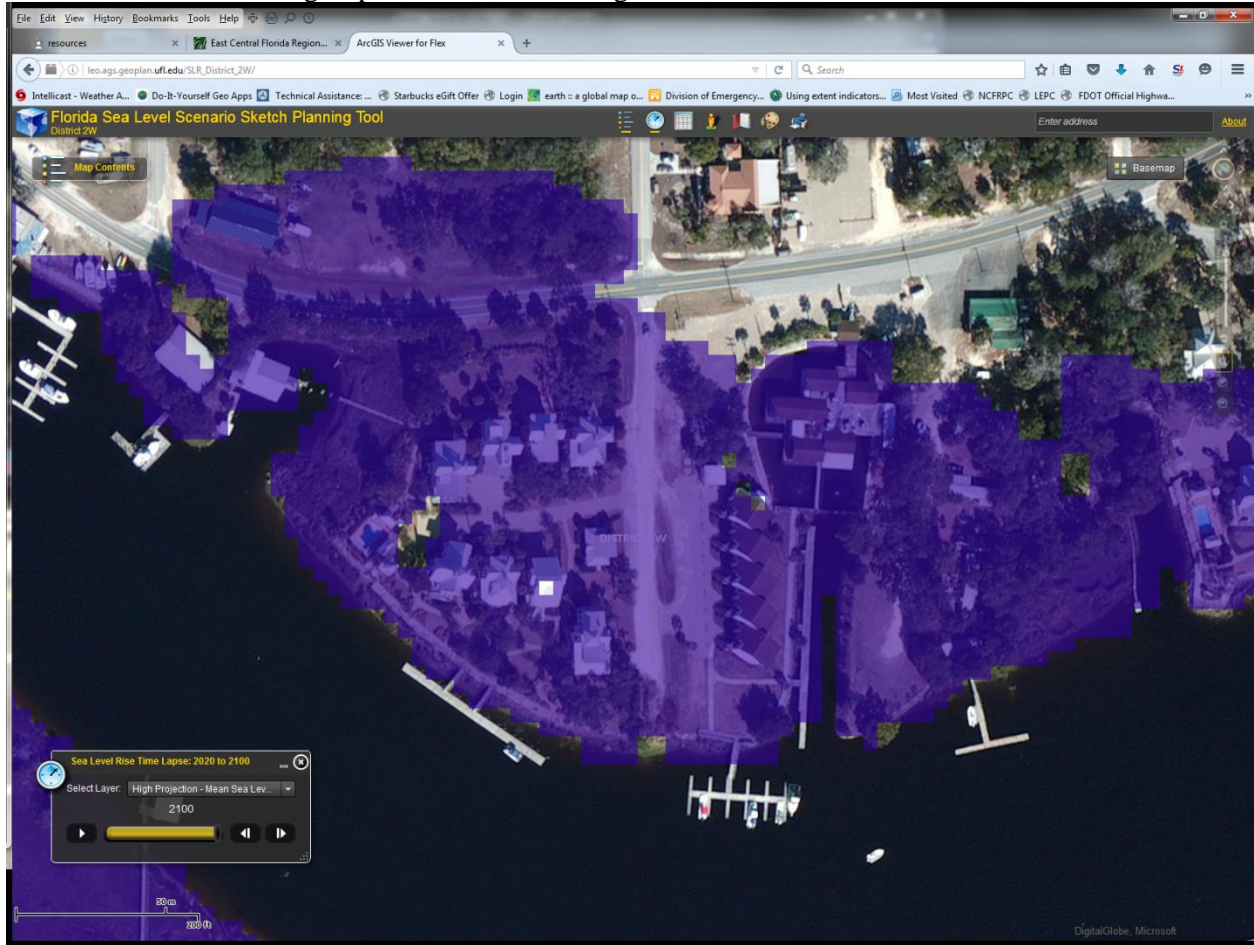 File Edit View History Bookmarks Tools Help
resources
East Central Florida Region...
ArcGIS Viewer for Flex
leo.ags.geoplan.ufl.edu/SLR_District_2W/
Search
Intellicast - Weather A... Do-It-Yourself Geo Apps Technical Assistance: ... Starbucks eGift Offer Login earth :: a global map o... Division of Emergency... Using extent indicators... Most Visited NCFRPC LEPC FDOT Official Highwa...
Florida Sea Level Scenario Sketch Planning Tool
District 2W
Enter address
About
Map Contents
Basemap
Sea Level Rise Time Lapse: 2020 to 2100
Select Layer: High Projection - Mean Sea Lev...
2100
50 m
200 ft
DigitalGlobe, Microsoft